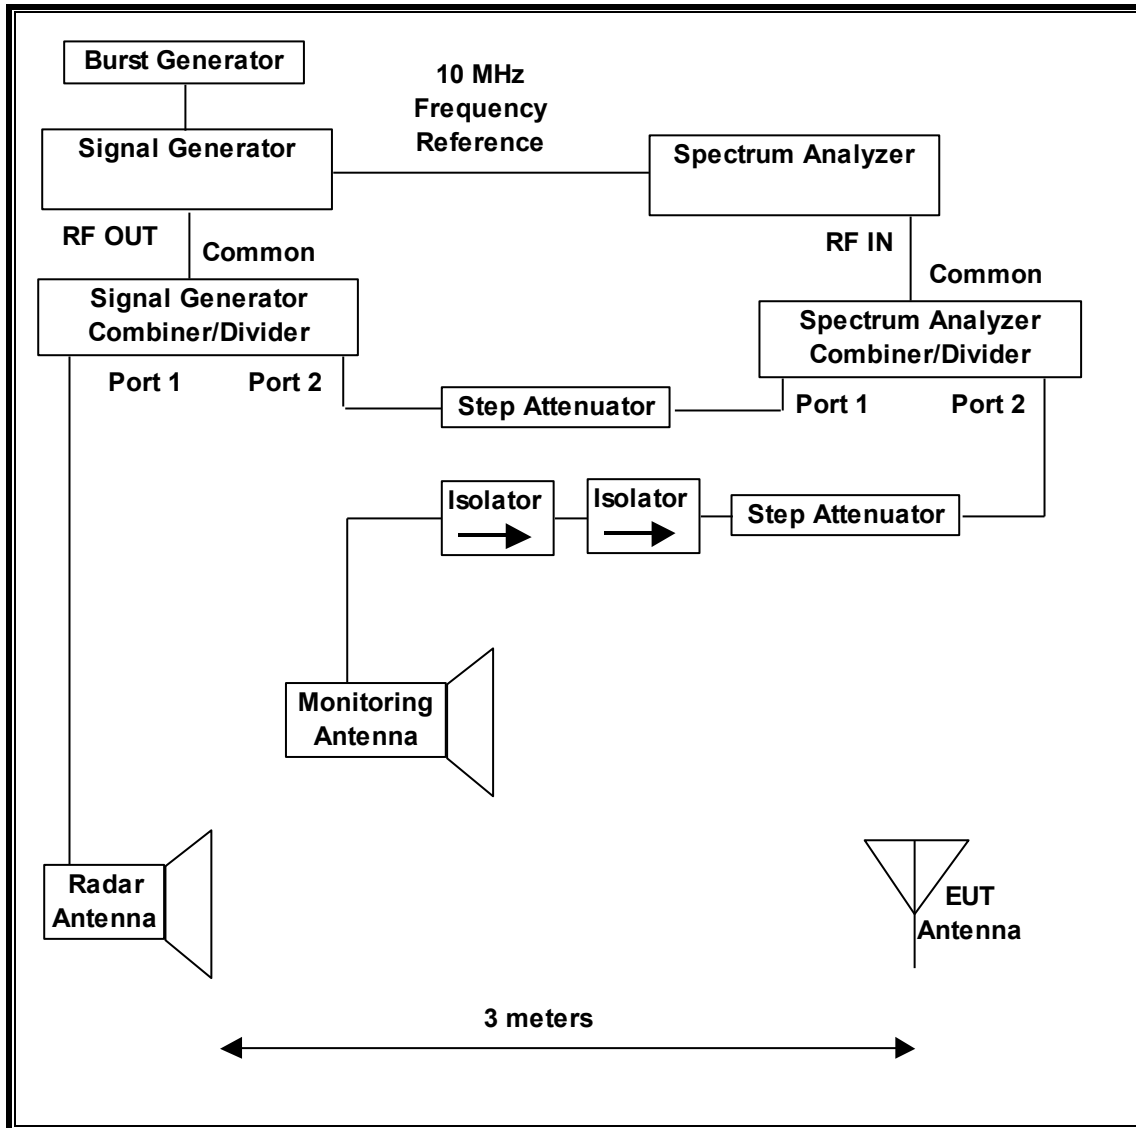 Burst Generator
10 MHz
Frequency
Reference
Signal Generator
Spectrum Analyzer
RF OUT
Common
RF IN
Common
Signal Generator
Combiner/Divider
Spectrum Analyzer
Combiner/Divider
Port 1
Port 2
Step Attenuator
Port 1
Port 2
Isolator
Isolator
Step Attenuator
Monitoring
Antenna
Radar
Antenna
EUT
Antenna
3 meters